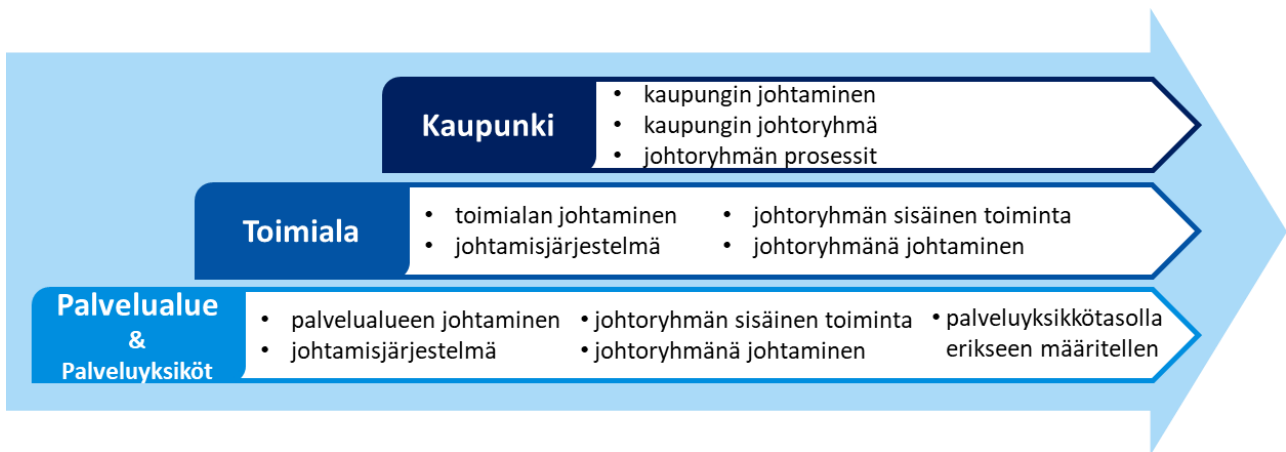 Kaupunki
• kaupungin johtaminen
• kaupungin johtoryhmä
• johtoryhmän prosessit
Toimiala
• toimialan johtaminen
• johtamisjärjestelmä
• johtoryhmän sisäinen toiminta
• johtoryhmänä johtaminen
Palvelualue
&
Palveluyksiköt
• palvelualueen johtaminen
• johtamisjärjestelmä
• johtoryhmän sisäinen toiminta
• johtoryhmänä johtaminen
• palveluyksikkötasolla
erikseen määritellen